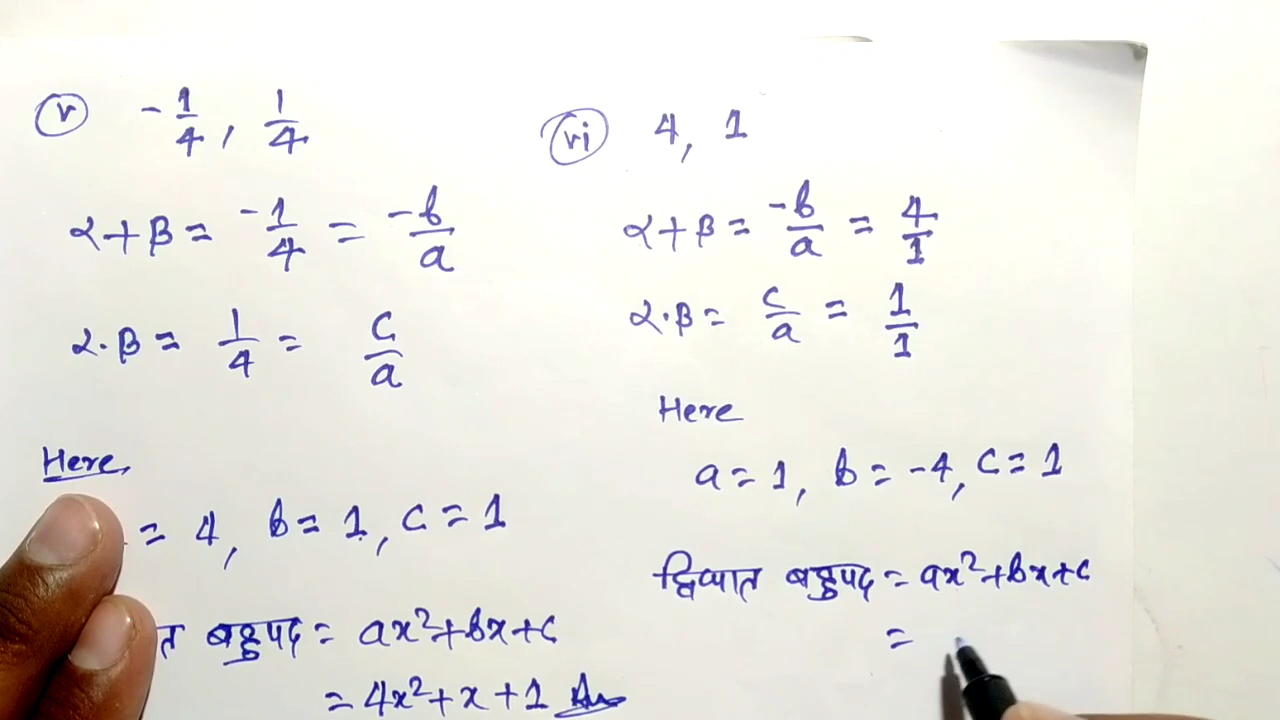 (v) -1/4, 1/4
α+β = -1/4 = -b/a
α.β = 1/4 = c/a
Here,
= 4, b = 1, c = 1
त बहुपद = ax²+bx+c
= 4x²+x+1 Ans
(vi) 4, 1
α+β = -b/a = 4/1
α.β = c/a = 1/1
Here
a = 1, b = -4, c = 1
द्विघात बहुपद = ax²+bx+c
=